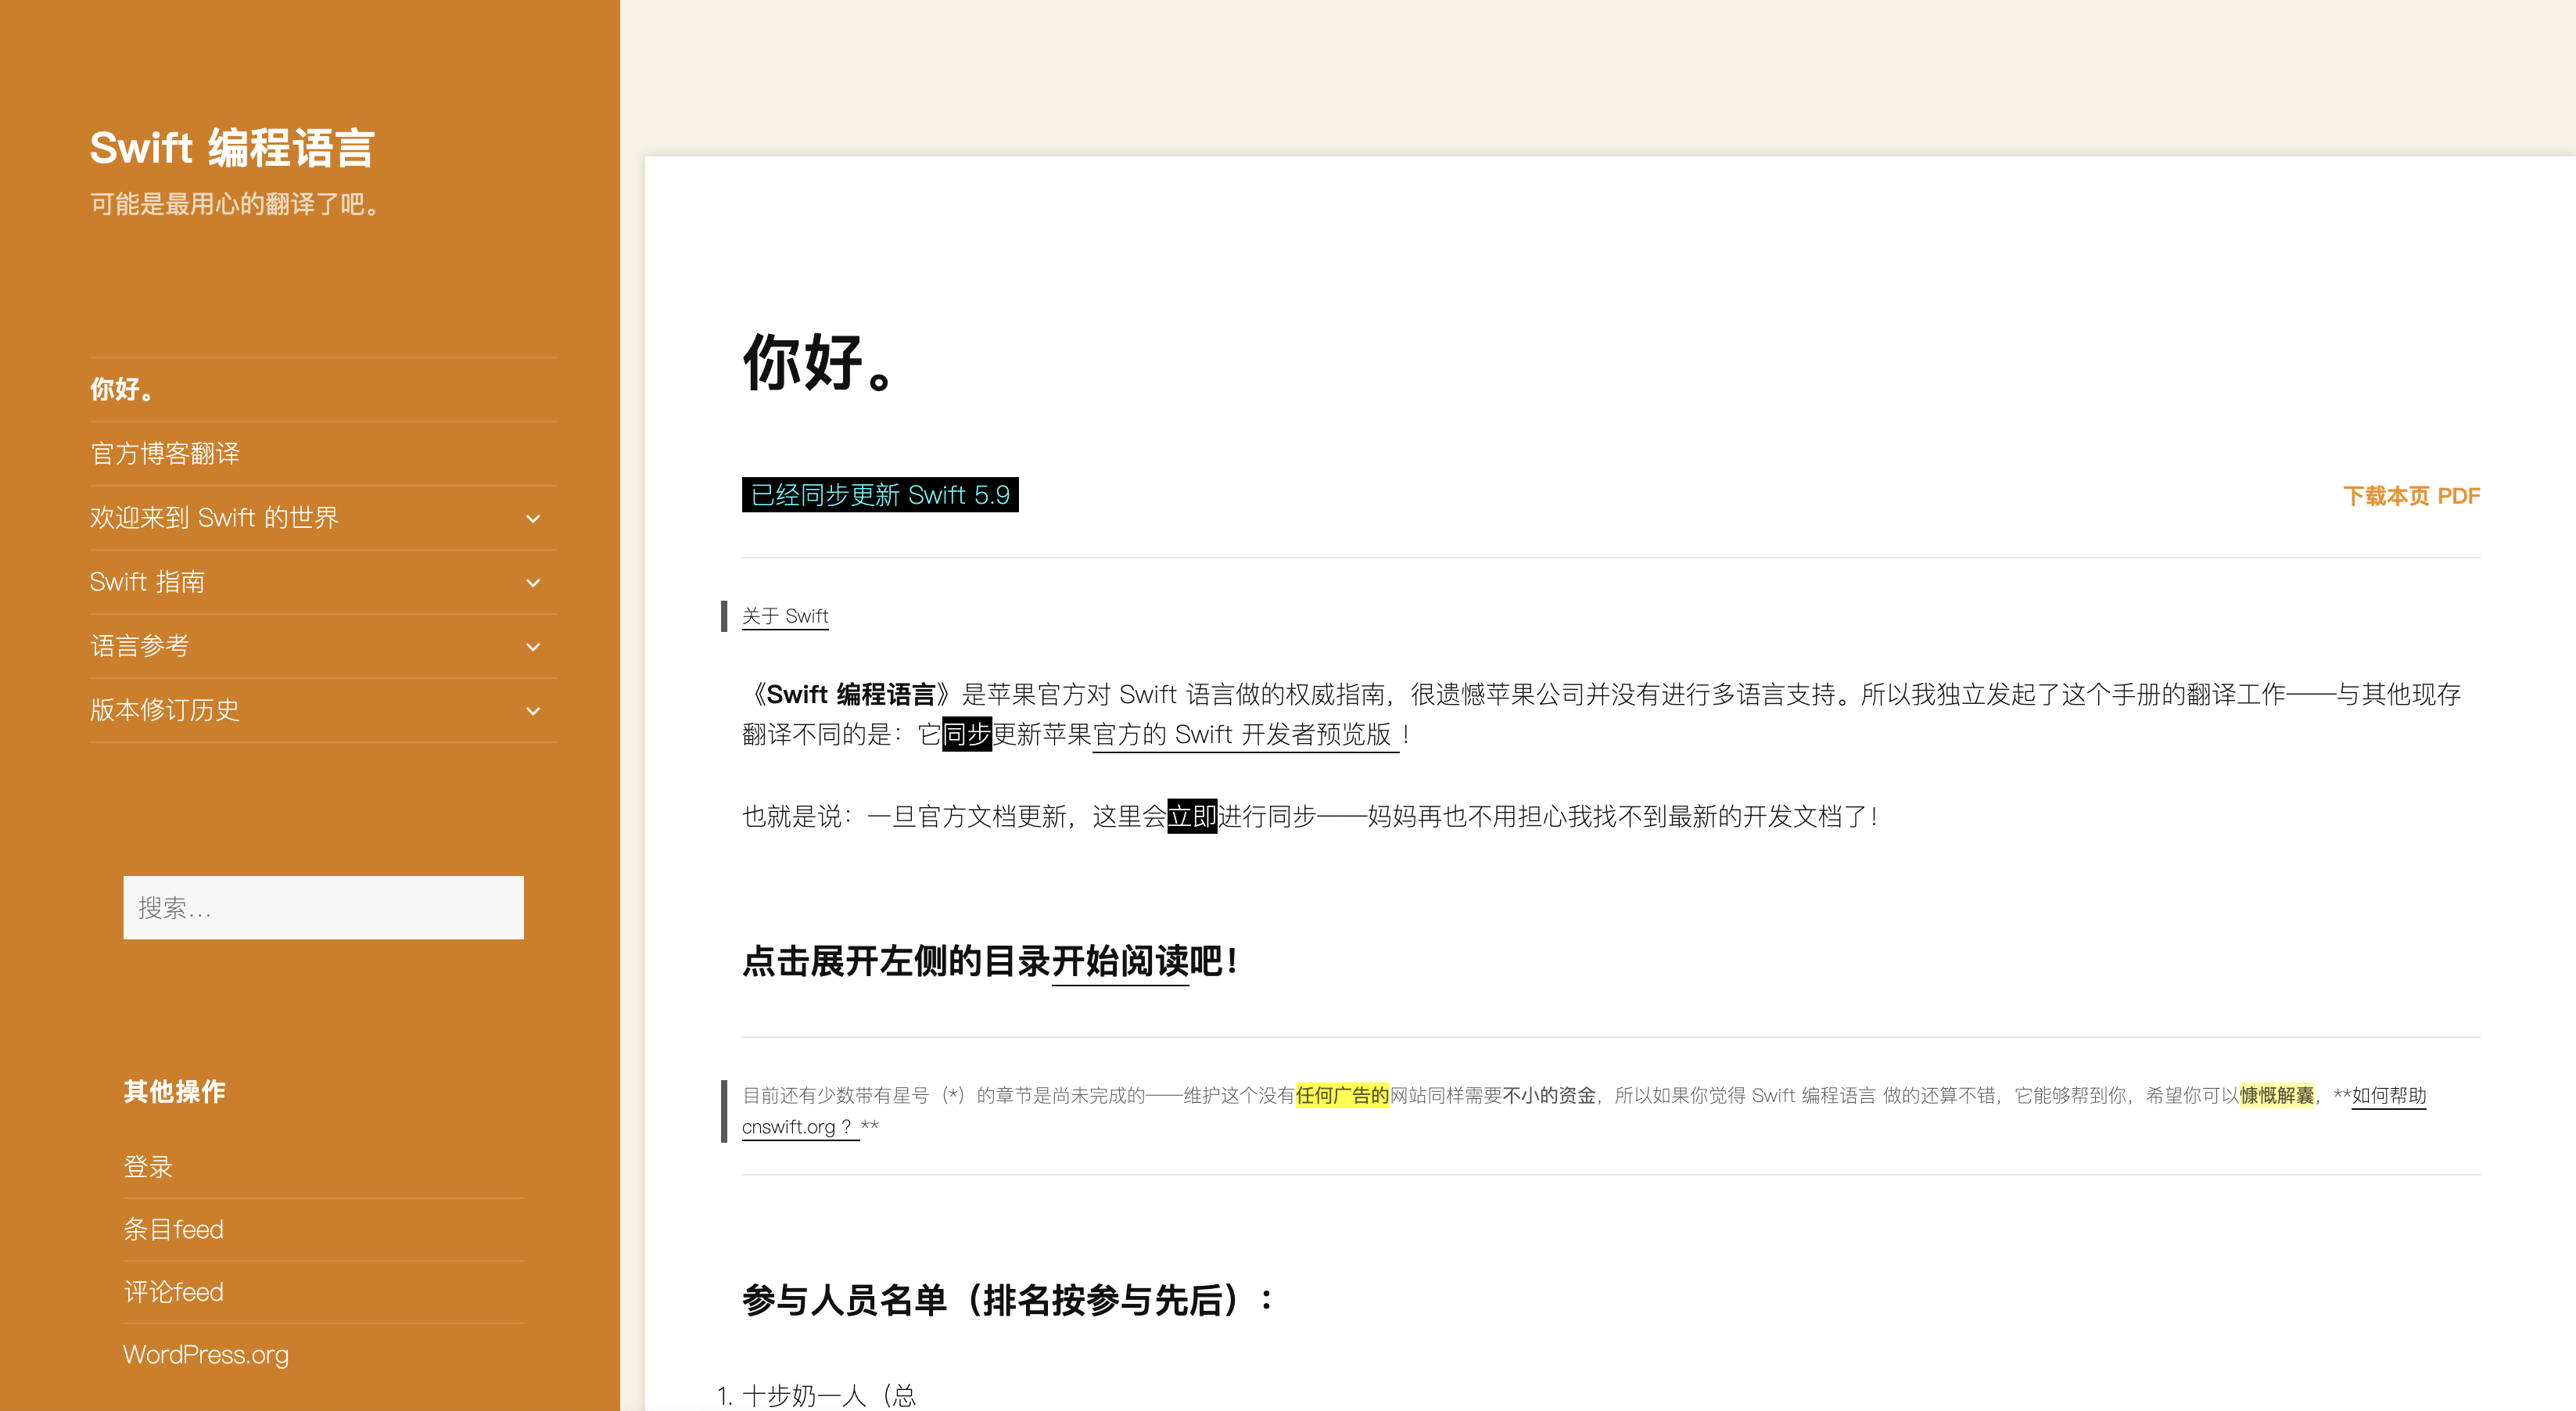 Swift 编程语言
可能是最用心的翻译了吧。
你好。
官方博客翻译
欢迎来到 Swift 的世界
Swift 指南
语言参考
版本修订历史
搜索…
其他操作
登录
条目feed
评论feed
WordPress.org
你好。
已经同步更新 Swift 5.9
下载本页 PDF
关于 Swift
《Swift 编程语言》是苹果官方对 Swift 语言做的权威指南，很遗憾苹果公司并没有进行多语言支持。所以我独立发起了这个手册的翻译工作——与其他现存
翻译不同的是：它同步更新苹果官方的 Swift 开发者预览版 ！
也就是说：一旦官方文档更新，这里会立即进行同步——妈妈再也不用担心我找不到最新的开发文档了！
点击展开左侧的目录开始阅读吧！
目前还有少数带有星号（*）的章节是尚未完成的——维护这个没有任何广告的网站同样需要不小的资金，所以如果你觉得 Swift 编程语言 做的还算不错，它能够帮到你，希望你可以慷慨解囊，**如何帮助
cnswift.org？**
参与人员名单（排名按参与先后）：
1. 十步奶一人（总